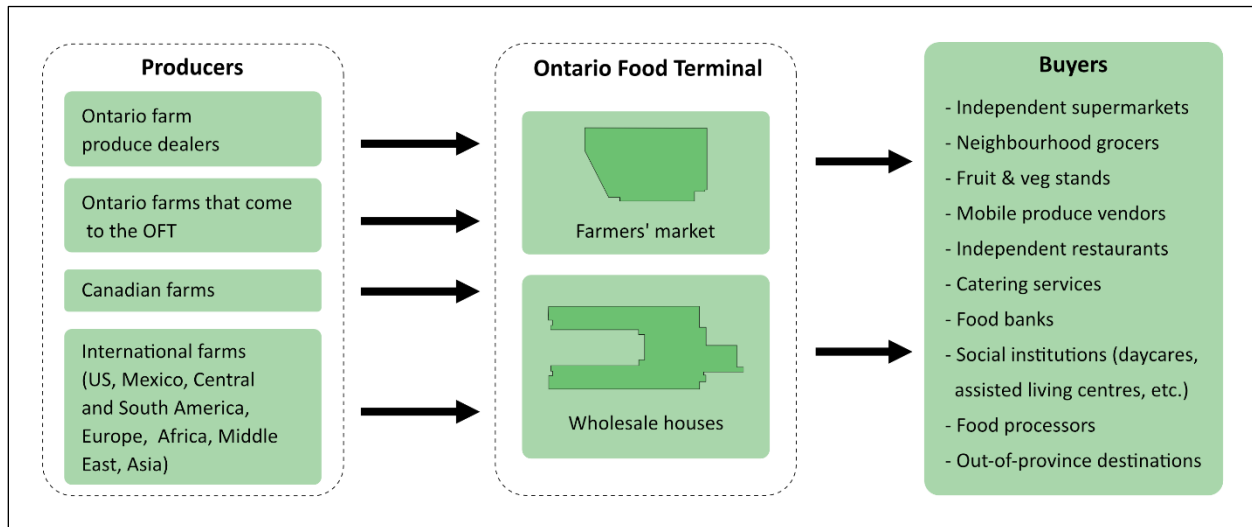 Producers
Ontario farm
produce dealers
Ontario farms that come
to the OFT
Canadian farms
International farms
(US, Mexico, Central
and South America,
Europe, Africa, Middle
East, Asia)
Ontario Food Terminal
Farmers' market
Wholesale houses
Buyers
- Independent supermarkets
- Neighbourhood grocers
- Fruit & veg stands
- Mobile produce vendors
- Independent restaurants
- Catering services
- Food banks
- Social institutions (daycares,
assisted living centres, etc.)
- Food processors
- Out-of-province destinations